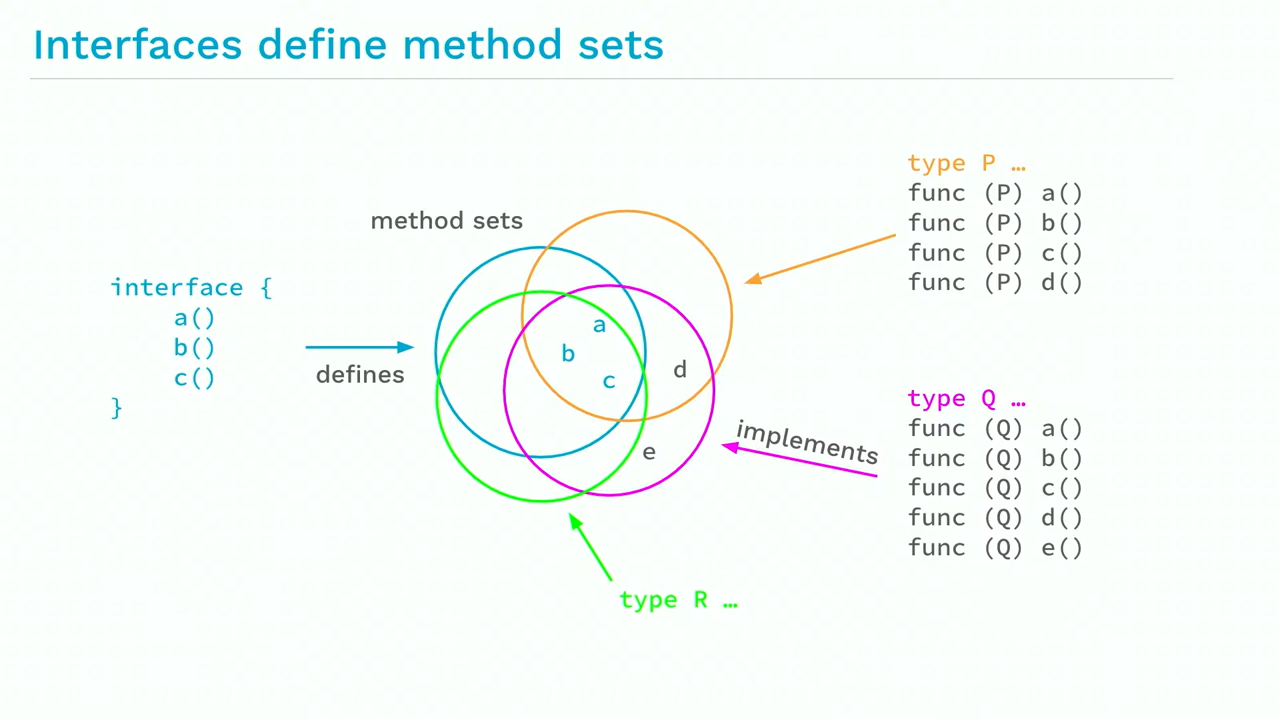 Interfaces define method sets
method sets
interface {
a()
b()
c()
}
defines
a
b
c
d
e
type P …
func (P) a()
func (P) b()
func (P) c()
func (P) d()
implements
type Q …
func (Q) a()
func (Q) b()
func (Q) c()
func (Q) d()
func (Q) e()
type R …